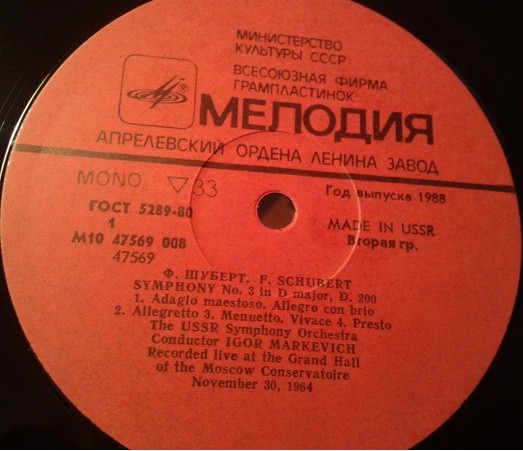 МИНИСТЕРСТВО
КУЛЬТУРЫ СССР
ВСЕСОЮЗНАЯ ФИРМА
ГРАМПЛАСТИНОК
МЕЛОДИЯ
АПРЕЛЕВСКИЙ ОРДЕНА ЛЕНИНА ЗАВОД
MONO ▽33
Год выпуска 1988
ГОСТ 5289-80
MADE IN USSR
1
Вторая гр.
М10 47569 008
47569
Ф. ШУБЕРТ. F. SCHUBERT
SYMPHONY No. 3 in D major, D. 200
1. Adagio maestoso. Allegro con brio
2. Allegretto 3. Menuetto. Vivace 4. Presto
The USSR Symphony Orchestra
Conductor IGOR MARKEVICH
Recorded live at the Grand Hall
of the Moscow Conservatoire
November 30, 1964